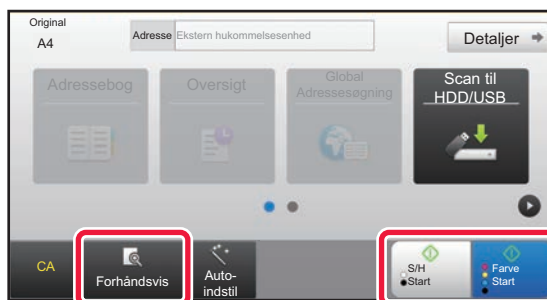 Original
A4
Adresse Ekstern hukommelsesenhed
Detaljer
Adressebog
Oversigt
Global
Adressesøgning
Scan til
HDD/USB
CA
Forhåndsvis
Auto-
indstil
S/H
Start
Farve
Start